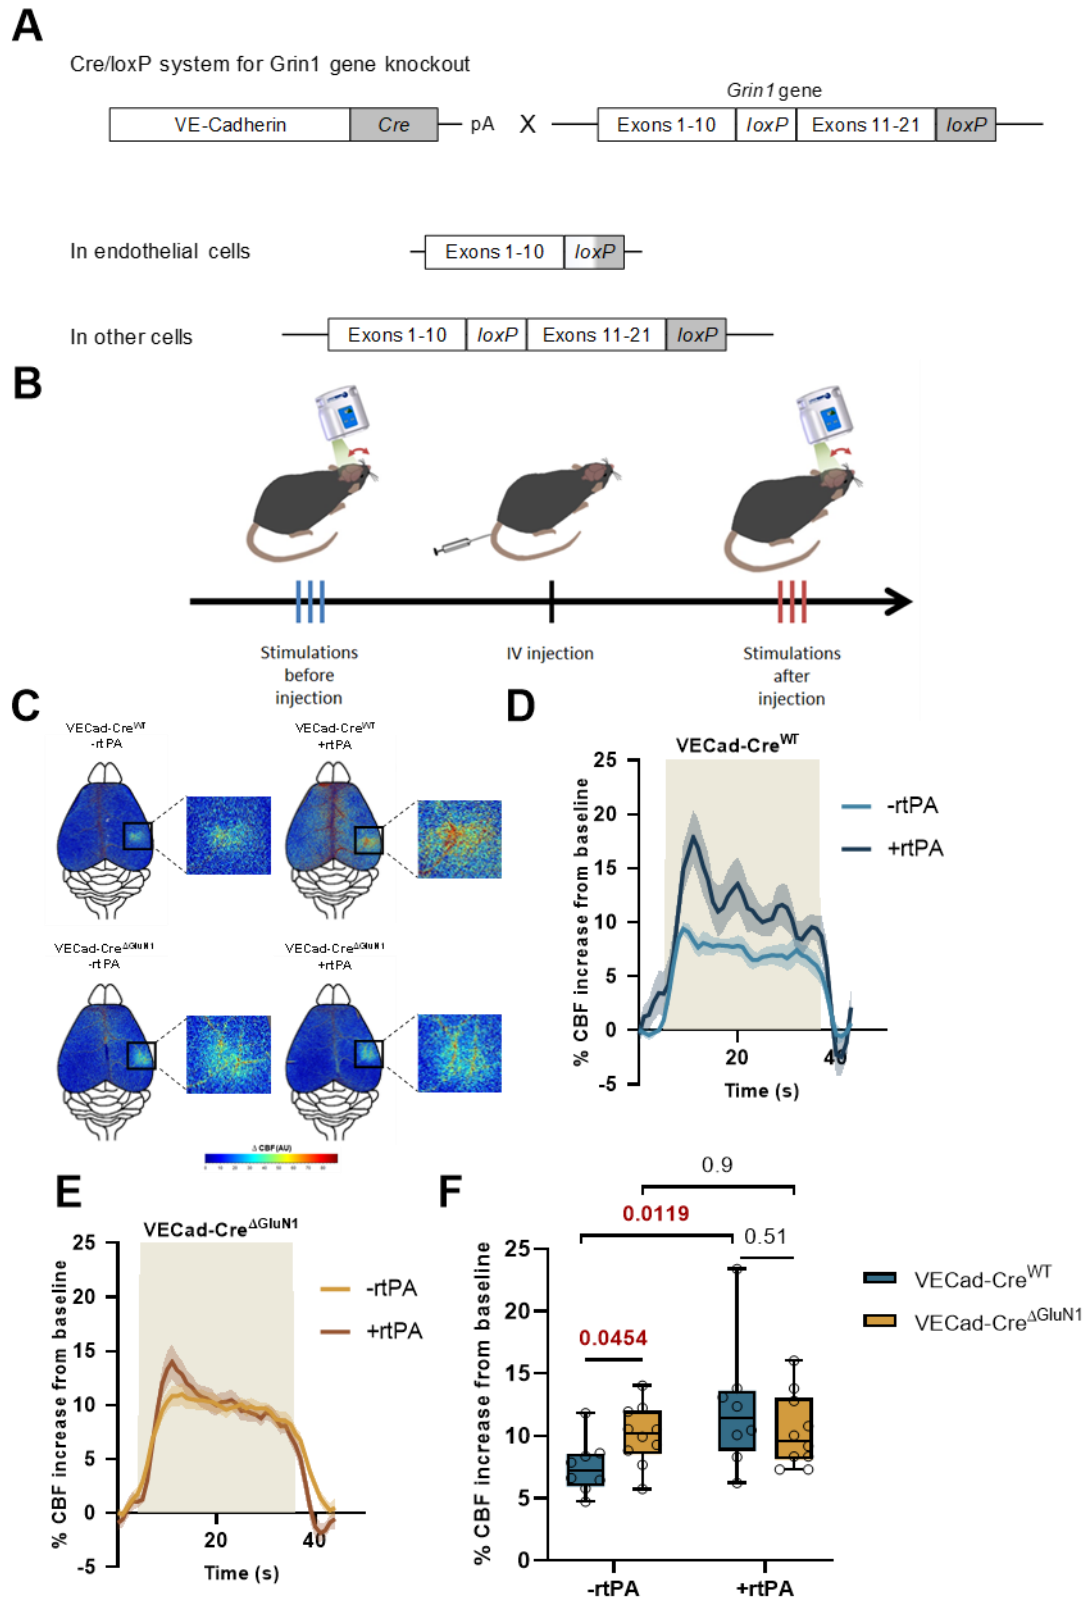 A
Cre/loxP system for Grin1 gene knockout
Grin1 gene
VE-Cadherin Cre pA X Exons 1-10 loxP Exons 11-21 loxP
In endothelial cells Exons 1-10 loxP
In other cells Exons 1-10 loxP Exons 11-21 loxP
B
Stimulations
before
injection
IV injection
Stimulations
after
injection
C
VECad-CreWT
-rtPA
VECad-CreWT
+rtPA
VECad-CreΔGluN1
-rtPA
VECad-CreΔGluN1
+rtPA
Δ CBF(AU)
D
VECad-CreWT
% CBF increase from baseline
25
20
15
10
5
0
-5
20 40
Time (s)
-rtPA
+rtPA
E
VECad-CreΔGluN1
% CBF increase from baseline
25
20
15
10
5
0
-5
20 40
Time (s)
-rtPA
+rtPA
F
0.9
0.0119
0.51
0.0454
% CBF increase from baseline
25
20
15
10
5
0
-rtPA +rtPA
VECad-CreWT
VECad-CreΔGluN1